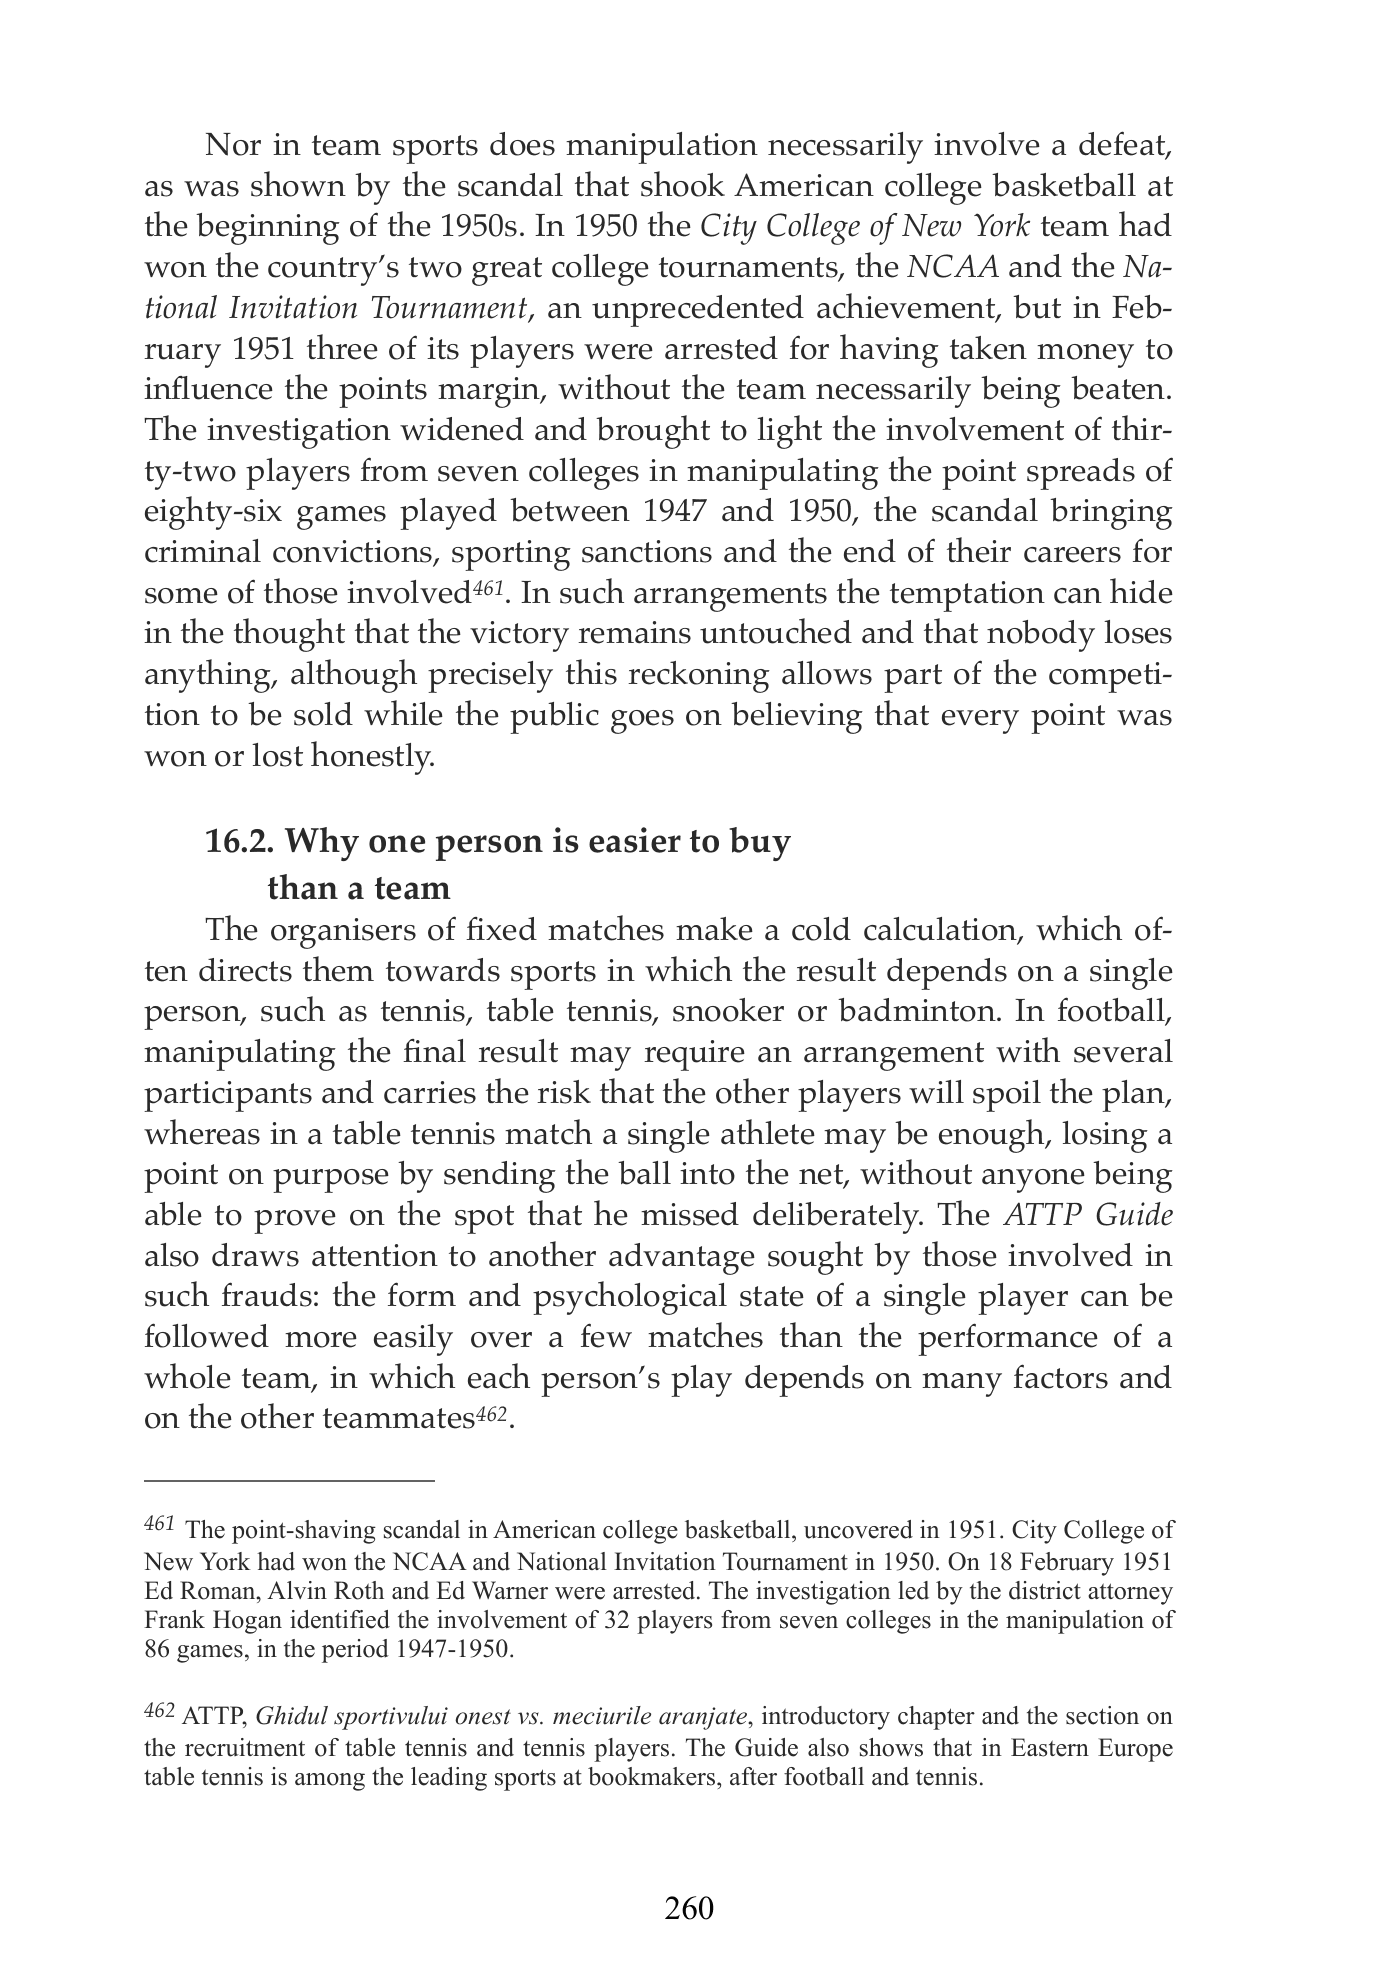 Nor in team sports does manipulation necessarily involve a defeat,
as was shown by the scandal that shook American college basketball at
the beginning of the 1950s. In 1950 the City College of New York team had
won the country’s two great college tournaments, the NCAA and the Na-
tional Invitation Tournament, an unprecedented achievement, but in Feb-
ruary 1951 three of its players were arrested for having taken money to
influence the points margin, without the team necessarily being beaten.
The investigation widened and brought to light the involvement of thir-
ty-two players from seven colleges in manipulating the point spreads of
eighty-six games played between 1947 and 1950, the scandal bringing
criminal convictions, sporting sanctions and the end of their careers for
some of those involved461. In such arrangements the temptation can hide
in the thought that the victory remains untouched and that nobody loses
anything, although precisely this reckoning allows part of the competi-
tion to be sold while the public goes on believing that every point was
won or lost honestly.
16.2. Why one person is easier to buy
than a team
The organisers of fixed matches make a cold calculation, which of-
ten directs them towards sports in which the result depends on a single
person, such as tennis, table tennis, snooker or badminton. In football,
manipulating the final result may require an arrangement with several
participants and carries the risk that the other players will spoil the plan,
whereas in a table tennis match a single athlete may be enough, losing a
point on purpose by sending the ball into the net, without anyone being
able to prove on the spot that he missed deliberately. The ATTP Guide
also draws attention to another advantage sought by those involved in
such frauds: the form and psychological state of a single player can be
followed more easily over a few matches than the performance of a
whole team, in which each person’s play depends on many factors and
on the other teammates462.
461 The point-shaving scandal in American college basketball, uncovered in 1951. City College of
New York had won the NCAA and National Invitation Tournament in 1950. On 18 February 1951
Ed Roman, Alvin Roth and Ed Warner were arrested. The investigation led by the district attorney
Frank Hogan identified the involvement of 32 players from seven colleges in the manipulation of
86 games, in the period 1947-1950.
462 ATTP, Ghidul sportivului onest vs. meciurile aranjate, introductory chapter and the section on
the recruitment of table tennis and tennis players. The Guide also shows that in Eastern Europe
table tennis is among the leading sports at bookmakers, after football and tennis.
260